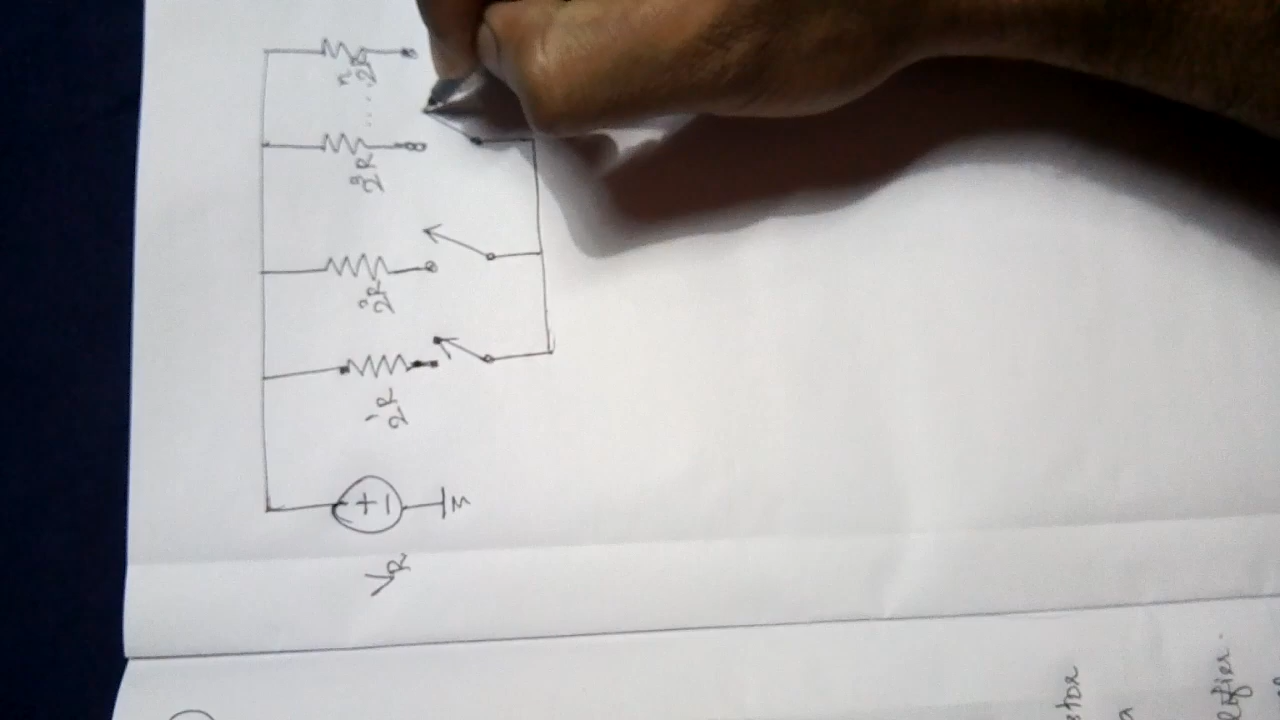 V_R
+ −
2¹R
2²R
2³R
....
2ⁿR